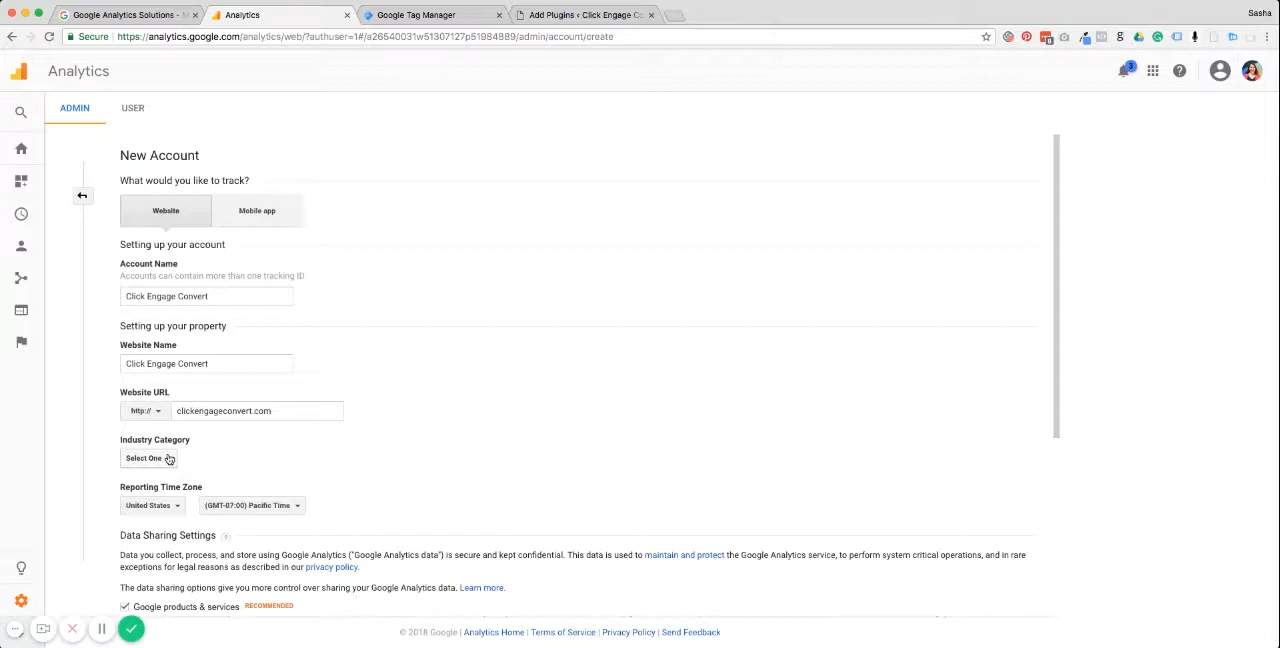 Google Analytics Solutions - M
Analytics
Google Tag Manager
Add Plugins ‹ Click Engage Co
Sasha
Secure
https://analytics.google.com/analytics/web/?authuser=1#/a26540031w51307127p51984889/admin/account/create
Analytics
3
ADMIN
USER
New Account
What would you like to track?
Website
Mobile app
Setting up your account
Account Name
Accounts can contain more than one tracking ID
Click Engage Convert
Setting up your property
Website Name
Click Engage Convert
Website URL
http://
clickengageconvert.com
Industry Category
Select One
Reporting Time Zone
United States
(GMT-07:00) Pacific Time
Data Sharing Settings ?
Data you collect, process, and store using Google Analytics ("Google Analytics data") is secure and kept confidential. This data is used to maintain and protect the Google Analytics service, to perform system critical operations, and in rare
exceptions for legal reasons as described in our privacy policy.
The data sharing options give you more control over sharing your Google Analytics data. Learn more.
Google products & services RECOMMENDED
© 2018 Google | Analytics Home | Terms of Service | Privacy Policy | Send Feedback